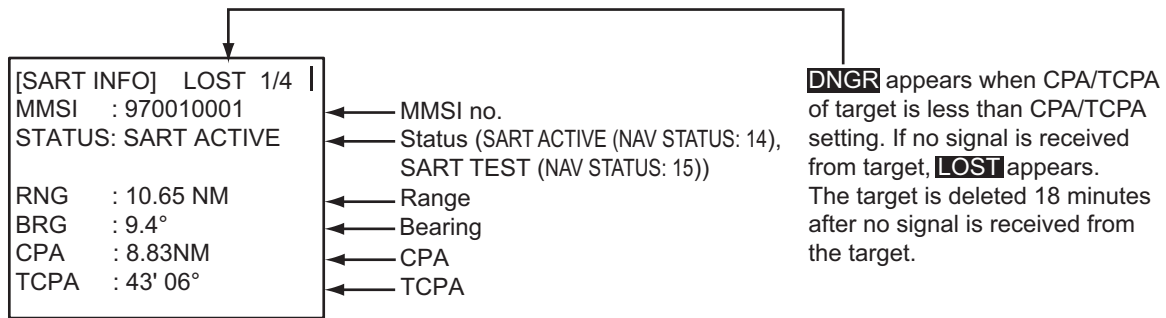 [SART INFO] LOST 1/4
MMSI : 970010001
STATUS: SART ACTIVE
RNG : 10.65 NM
BRG : 9.4°
CPA : 8.83NM
TCPA : 43' 06°
MMSI no.
Status (SART ACTIVE (NAV STATUS: 14),
SART TEST (NAV STATUS: 15))
Range
Bearing
CPA
TCPA
DNGR appears when CPA/TCPA
of target is less than CPA/TCPA
setting. If no signal is received
from target, LOST appears.
The target is deleted 18 minutes
after no signal is received from
the target.